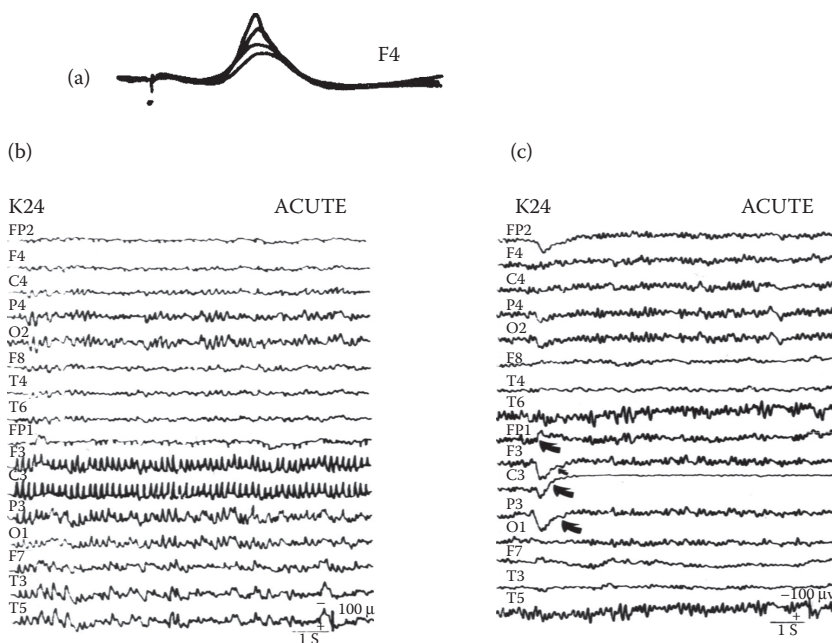 (a)
F4
(b)
K24 ACUTE
FP2
F4
C4
P4
O2
F8
T4
T6
FP1
F3
C3
P3
O1
F7
T3
T5
− 100 μ
+
1 S
(c)
K24 ACUTE
FP2
F4
C4
P4
O2
F8
T4
T6
FP1
F3
C3
P3
O1
F7
T3
T5
−100 μv
+
1 S